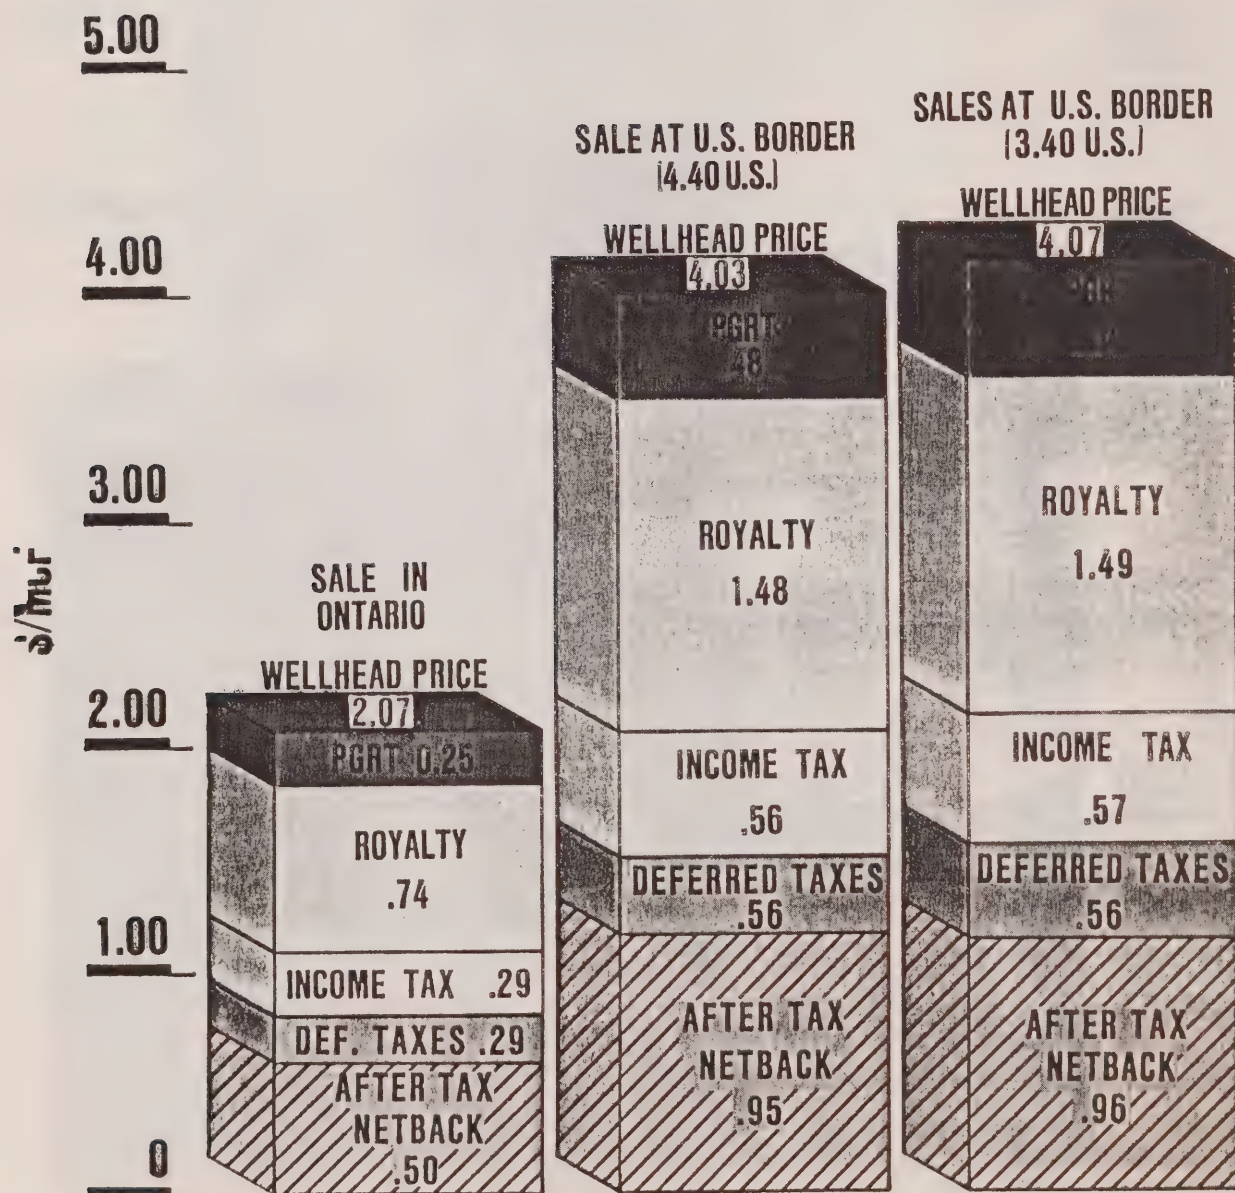 5.00
4.00
3.00
2.00
1.00
0
SALE IN
ONTARIO
WELLHEAD PRICE
2.07
PGRT 0.25
ROYALTY
.74
INCOME TAX .29
DEF. TAXES .29
AFTER TAX
NETBACK
.50
SALE AT U.S. BORDER
(4.40 U.S.)
WELLHEAD PRICE
4.03
PGRT
.48
ROYALTY
1.48
INCOME TAX
.56
DEFERRED TAXES
.56
AFTER TAX
NETBACK
.95
SALES AT U.S. BORDER
(3.40 U.S.)
WELLHEAD PRICE
4.07
ROYALTY
1.49
INCOME TAX
.57
DEFERRED TAXES
.56
AFTER TAX
NETBACK
.96